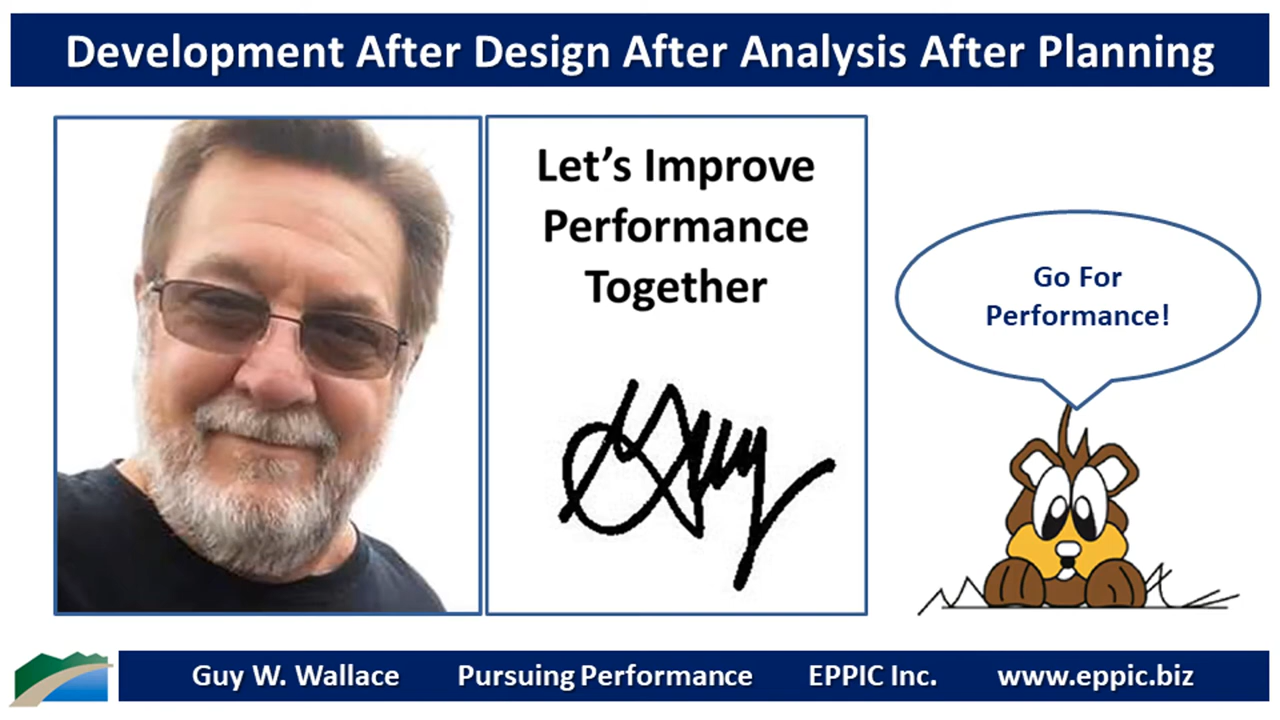 Development After Design After Analysis After Planning
Let's Improve
Performance
Together
Guy
Go For
Performance!
Guy W. Wallace Pursuing Performance EPPIC Inc. www.eppic.biz